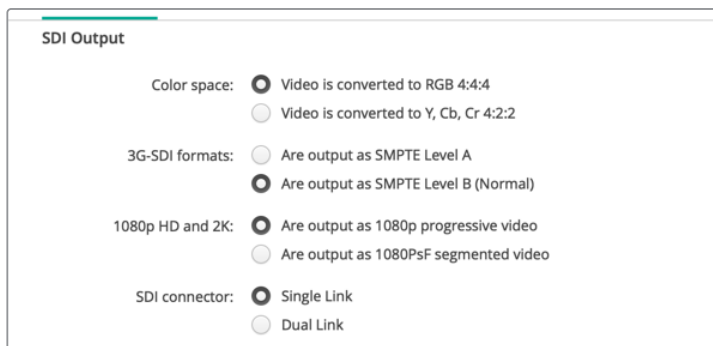 SDI Output
Color space: Video is converted to RGB 4:4:4
Video is converted to Y, Cb, Cr 4:2:2
3G-SDI formats: Are output as SMPTE Level A
Are output as SMPTE Level B (Normal)
1080p HD and 2K: Are output as 1080p progressive video
Are output as 1080PsF segmented video
SDI connector: Single Link
Dual Link